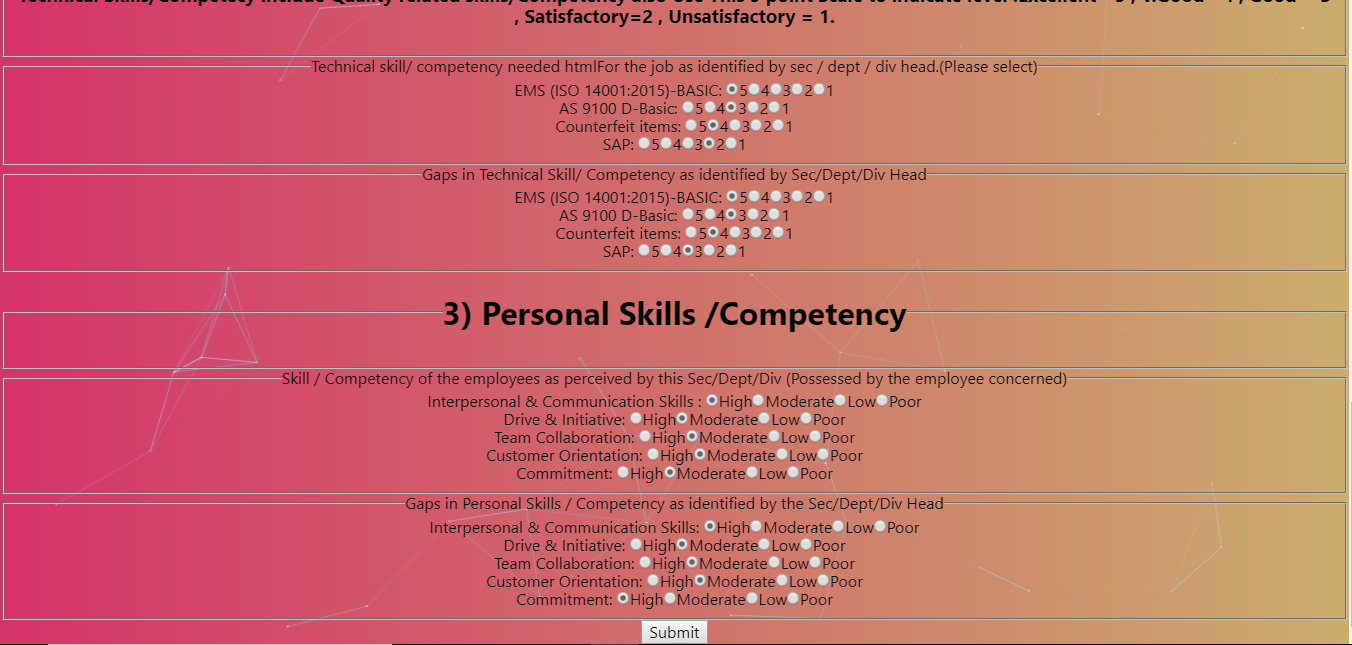 , Satisfactory=2 , Unsatisfactory = 1.
Technical skill/ competency needed htmlFor the job as identified by sec / dept / div head.(Please select)
EMS (ISO 14001:2015)-BASIC: 5 4 3 2 1
AS 9100 D-Basic: 5 4 3 2 1
Counterfeit items: 5 4 3 2 1
SAP: 5 4 3 2 1
Gaps in Technical Skill/ Competency as identified by Sec/Dept/Div Head
EMS (ISO 14001:2015)-BASIC: 5 4 3 2 1
AS 9100 D-Basic: 5 4 3 2 1
Counterfeit items: 5 4 3 2 1
SAP: 5 4 3 2 1
3) Personal Skills /Competency
Skill / Competency of the employees as perceived by this Sec/Dept/Div (Possessed by the employee concerned)
Interpersonal & Communication Skills : High Moderate Low Poor
Drive & Initiative: High Moderate Low Poor
Team Collaboration: High Moderate Low Poor
Customer Orientation: High Moderate Low Poor
Commitment: High Moderate Low Poor
Gaps in Personal Skills / Competency as identified by the Sec/Dept/Div Head
Interpersonal & Communication Skills: High Moderate Low Poor
Drive & Initiative: High Moderate Low Poor
Team Collaboration: High Moderate Low Poor
Customer Orientation: High Moderate Low Poor
Commitment: High Moderate Low Poor
Submit